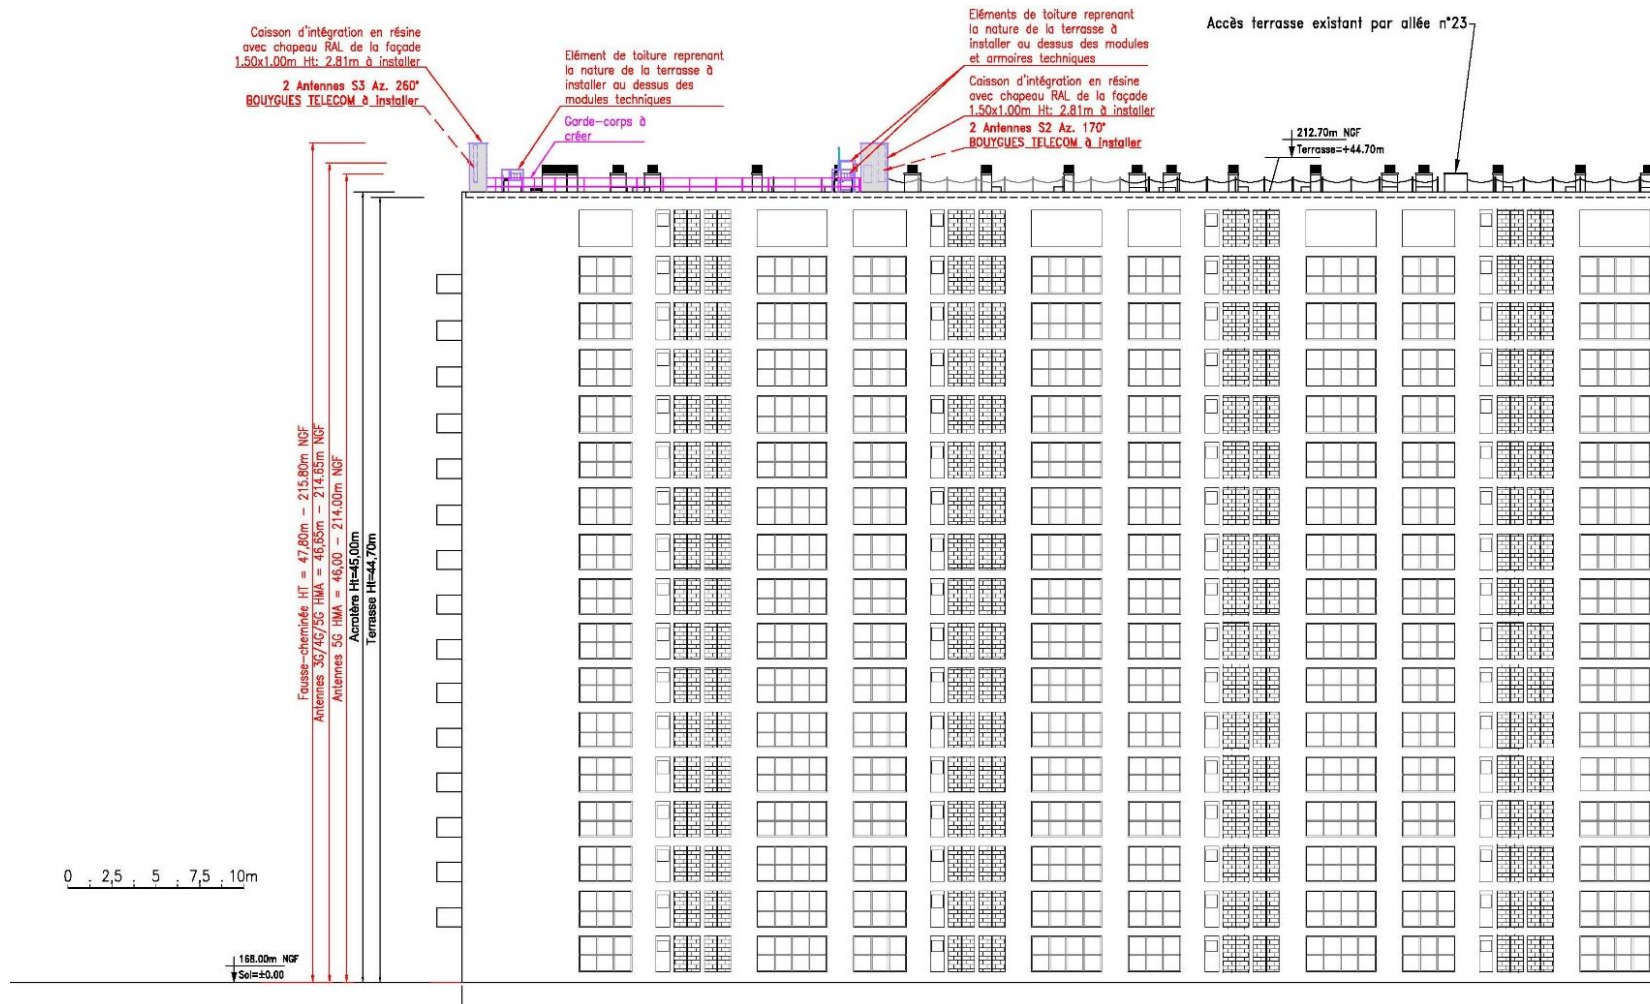 Caisson d'intégration en résine
avec chapeau RAL de la façade
1.50x1.00m Ht: 2.81m à installer
2 Antennes S3 Az. 260°
BOUYGUES TELECOM à installer
Elément de toiture reprenant
la nature de la terrasse à
installer au dessus des
modules techniques
Garde-corps à
créer
Eléments de toiture reprenant
la nature de la terrasse à
installer au dessus des modules
et armoires techniques
Caisson d'intégration en résine
avec chapeau RAL de la façade
1.50x1.00m Ht: 2.81m à installer
2 Antennes S2 Az. 170°
BOUYGUES TELECOM à installer
Accès terrasse existant par allée n°23
212.70m NGF
Terrasse=+44.70m
Fausse-cheminée HT = 47,80m - 215.80m NGF
Antennes 3G/4G/5G HMA = 46,65m - 214.65m NGF
Antennes 5G HMA = 46,00 - 214.00m NGF
Acrotère Ht=45,00m
Terrasse Ht=44,70m
0 2,5 5 7,5 10m
168.00m NGF
Sol=±0.00